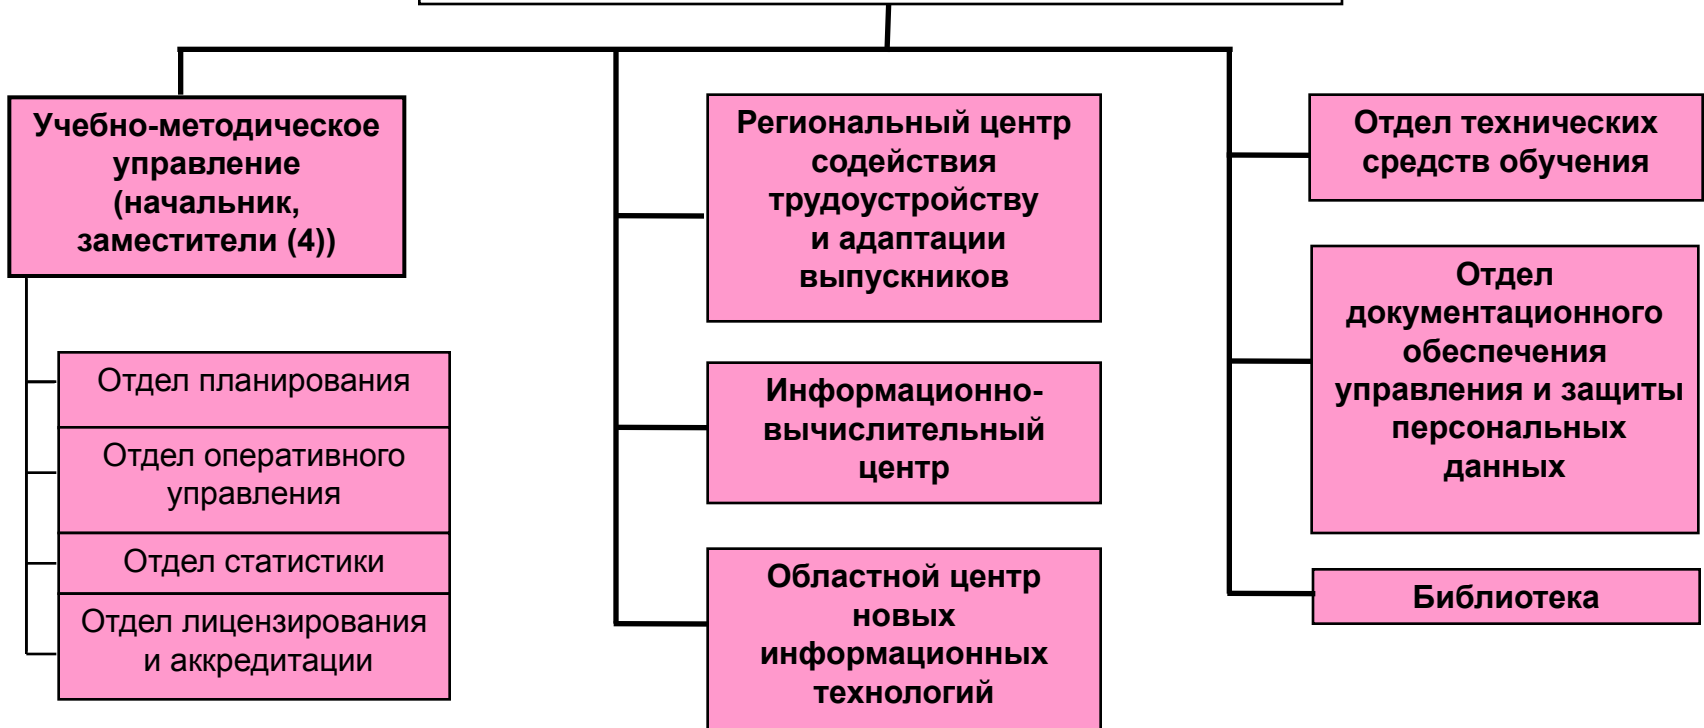 Учебно-методическое
управление
(начальник,
заместители (4))
Отдел планирования
Отдел оперативного
управления
Отдел статистики
Отдел лицензирования
и аккредитации
Региональный центр
содействия
трудоустройству
и адаптации
выпускников
Информационно-
вычислительный
центр
Областной центр
новых
информационных
технологий
Отдел технических
средств обучения
Отдел
документационного
обеспечения
управления и защиты
персональных
данных
Библиотека